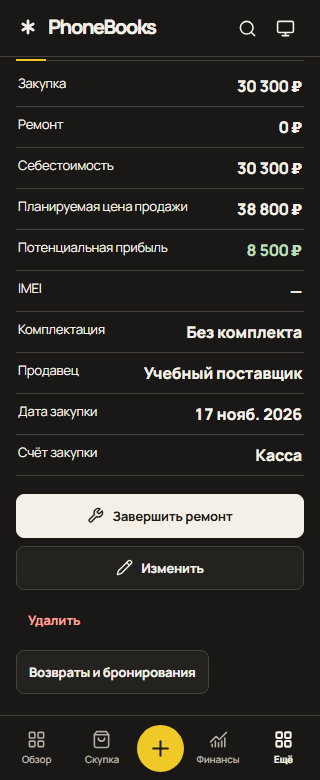 PhoneBooks
Закупка 30 300 ₽
Ремонт 0 ₽
Себестоимость 30 300 ₽
Планируемая цена продажи 38 800 ₽
Потенциальная прибыль 8 500 ₽
IMEI —
Комплектация Без комплекта
Продавец Учебный поставщик
Дата закупки 17 нояб. 2026
Счёт закупки Касса
Завершить ремонт
Изменить
Удалить
Возвраты и бронирования
Обзор Скупка Финансы Ещё